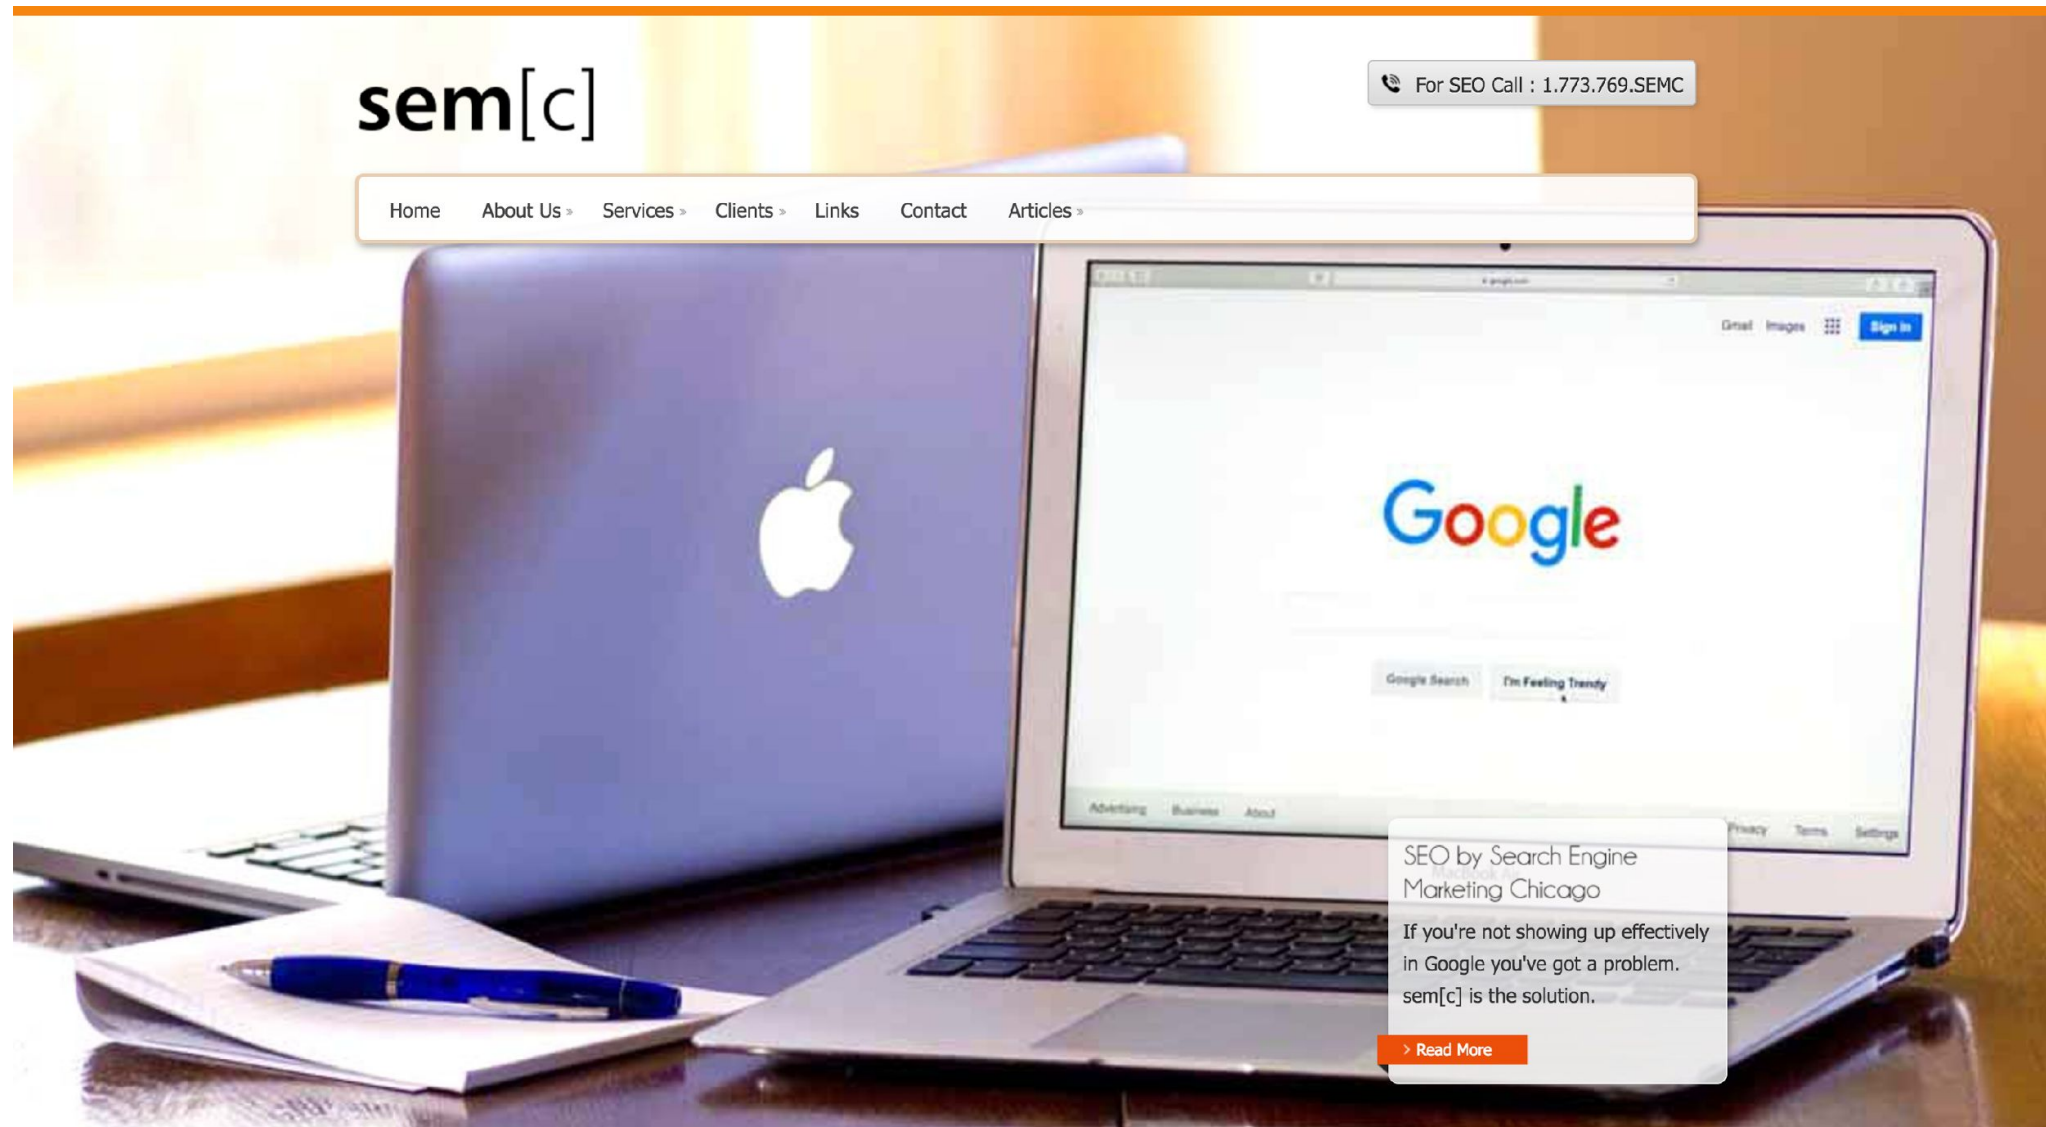 sem[c]
For SEO Call : 1.773.769.SEMC
Home About Us » Services » Clients » Links Contact Articles »
Gmail Images Sign in
Google
Google Search I'm Feeling Trendy
Advertising Business About
Privacy Terms Settings
SEO by Search Engine
Marketing Chicago
MacBook Air
If you're not showing up effectively
in Google you've got a problem.
sem[c] is the solution.
> Read More